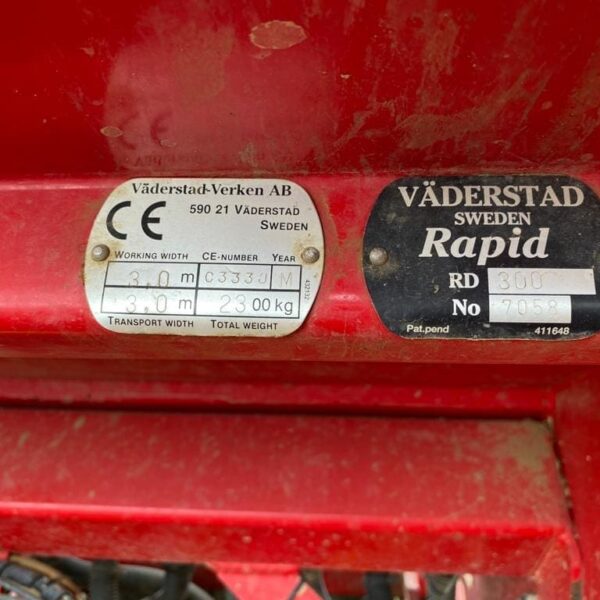 Väderstad-Verken AB
CE
590 21 VÄDERSTAD
SWEDEN
WORKING WIDTH CE-NUMBER YEAR
3,0 m C3330 M
3,0 m 2300 kg
TRANSPORT WIDTH TOTAL WEIGHT
VÄDERSTAD
SWEDEN
Rapid
RD 300
No 7058
Pat.pend 411648